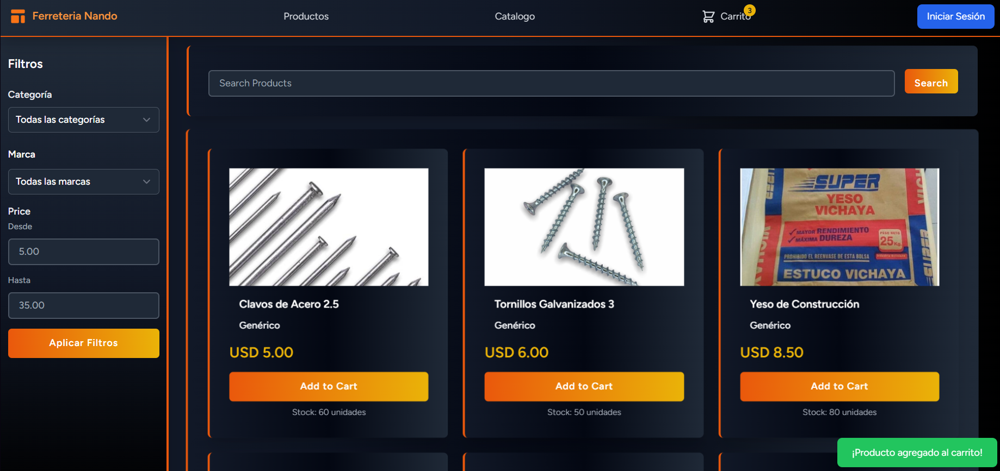 Ferreteria Nando
Productos
Catalogo
Carrito
3
Iniciar Sesión
Filtros
Categoría
Todas las categorías
Marca
Todas las marcas
Price
Desde
5.00
Hasta
35.00
Aplicar Filtros
Search Products
Search
Clavos de Acero 2.5
Genérico
USD 5.00
Add to Cart
Stock: 60 unidades
Tornillos Galvanizados 3
Genérico
USD 6.00
Add to Cart
Stock: 50 unidades
SUPER
YESO
VICHAYA
MAYOR RENDIMIENTO
MÁXIMA DUREZA
PESO NETO
25Kg.
PROHIBIDO EL REENVASE DE ESTA BOLSA
Industria Boliviana
ESTUCO VICHAYA
Yeso de Construcción
Genérico
USD 8.50
Add to Cart
Stock: 80 unidades
¡Producto agregado al carrito!